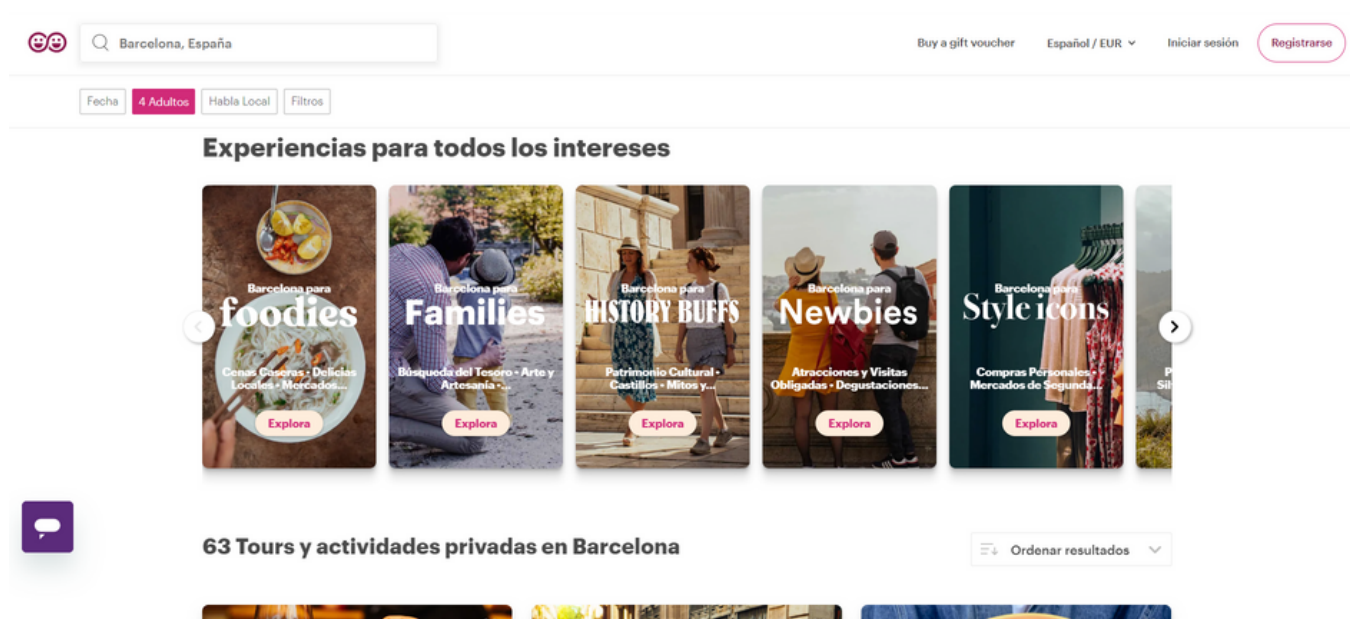 Barcelona, España
Buy a gift voucher
Español / EUR
Iniciar sesión
Registrarse
Fecha
4 Adultos
Habla Local
Filtros
Experiencias para todos los intereses
Barcelona para
foodies
Cenas Caseras • Delicias
Locales • Mercados...
Explora
Barcelona para
Families
Búsqueda del Tesoro • Arte y
Artesanía •...
Explora
Barcelona para
HISTORY BUFFS
Patrimonio Cultural •
Castillos • Mitos y...
Explora
Barcelona para
Newbies
Atracciones y Visitas
Obligadas • Degustaciones...
Explora
Barcelona para
Style icons
Compras Personales •
Mercados de Segunda...
Explora
P
Sil
63 Tours y actividades privadas en Barcelona
Ordenar resultados